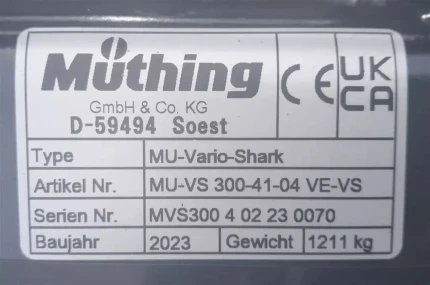 Müthing
GmbH & Co. KG
D-59494 Soest
CE
UK
CA
Type MU-Vario-Shark
Artikel Nr. MU-VS 300-41-04 VE-VS
Serien Nr. MVS300 4 02 23 0070
Baujahr 2023 Gewicht 1211 kg